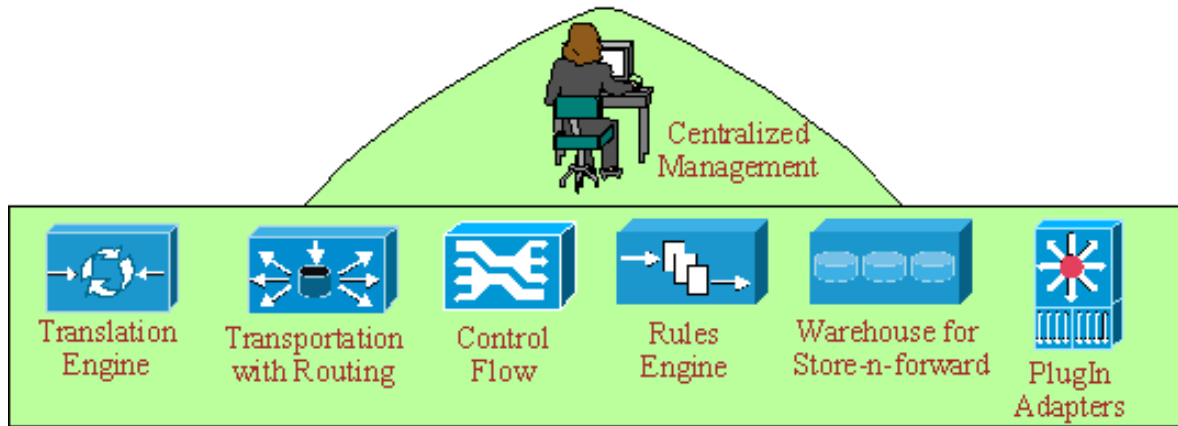 Centralized
Management
Translation
Engine
Transportation
with Routing
Control
Flow
Rules
Engine
Warehouse for
Store-n-forward
PlugIn
Adapters